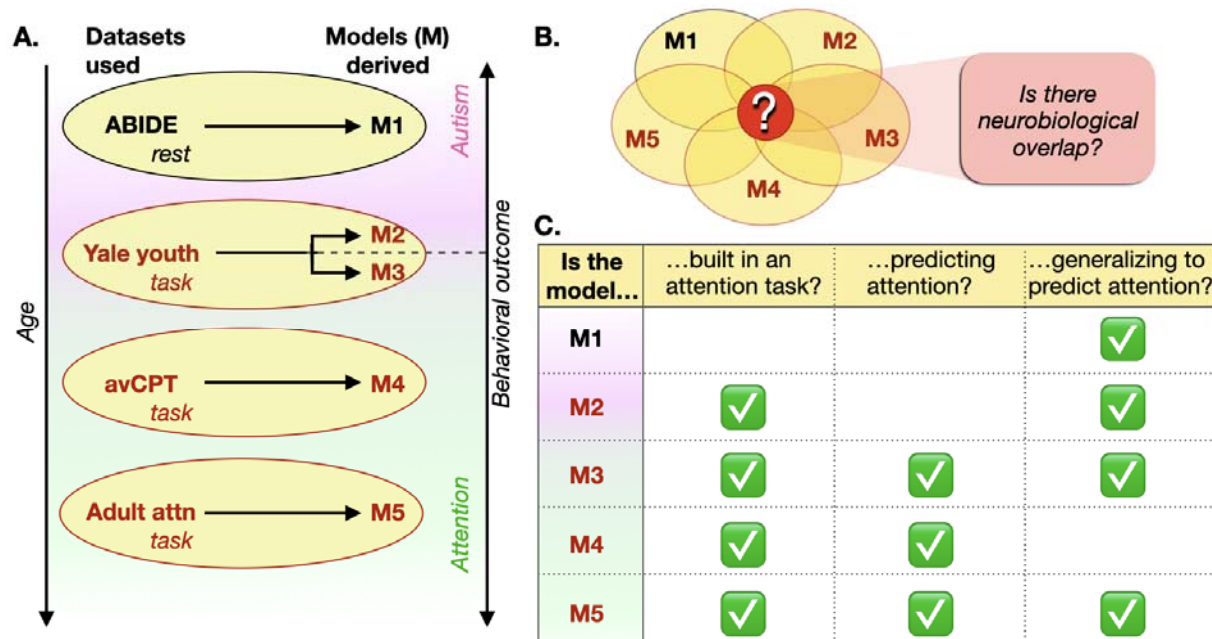 A.
Datasets
used
Models (M)
derived
ABIDE
M1
rest
Autism
Yale youth
M2
M3
task
Age
Behavioral outcome
avCPT
M4
task
Adult attn
M5
task
Attention
B.
M1
M2
M5
M3
M4
?
Is there
neurobiological
overlap?
C.
Is the
model...
...built in an
attention task?
...predicting
attention?
...generalizing to
predict attention?
M1
M2
M3
M4
M5